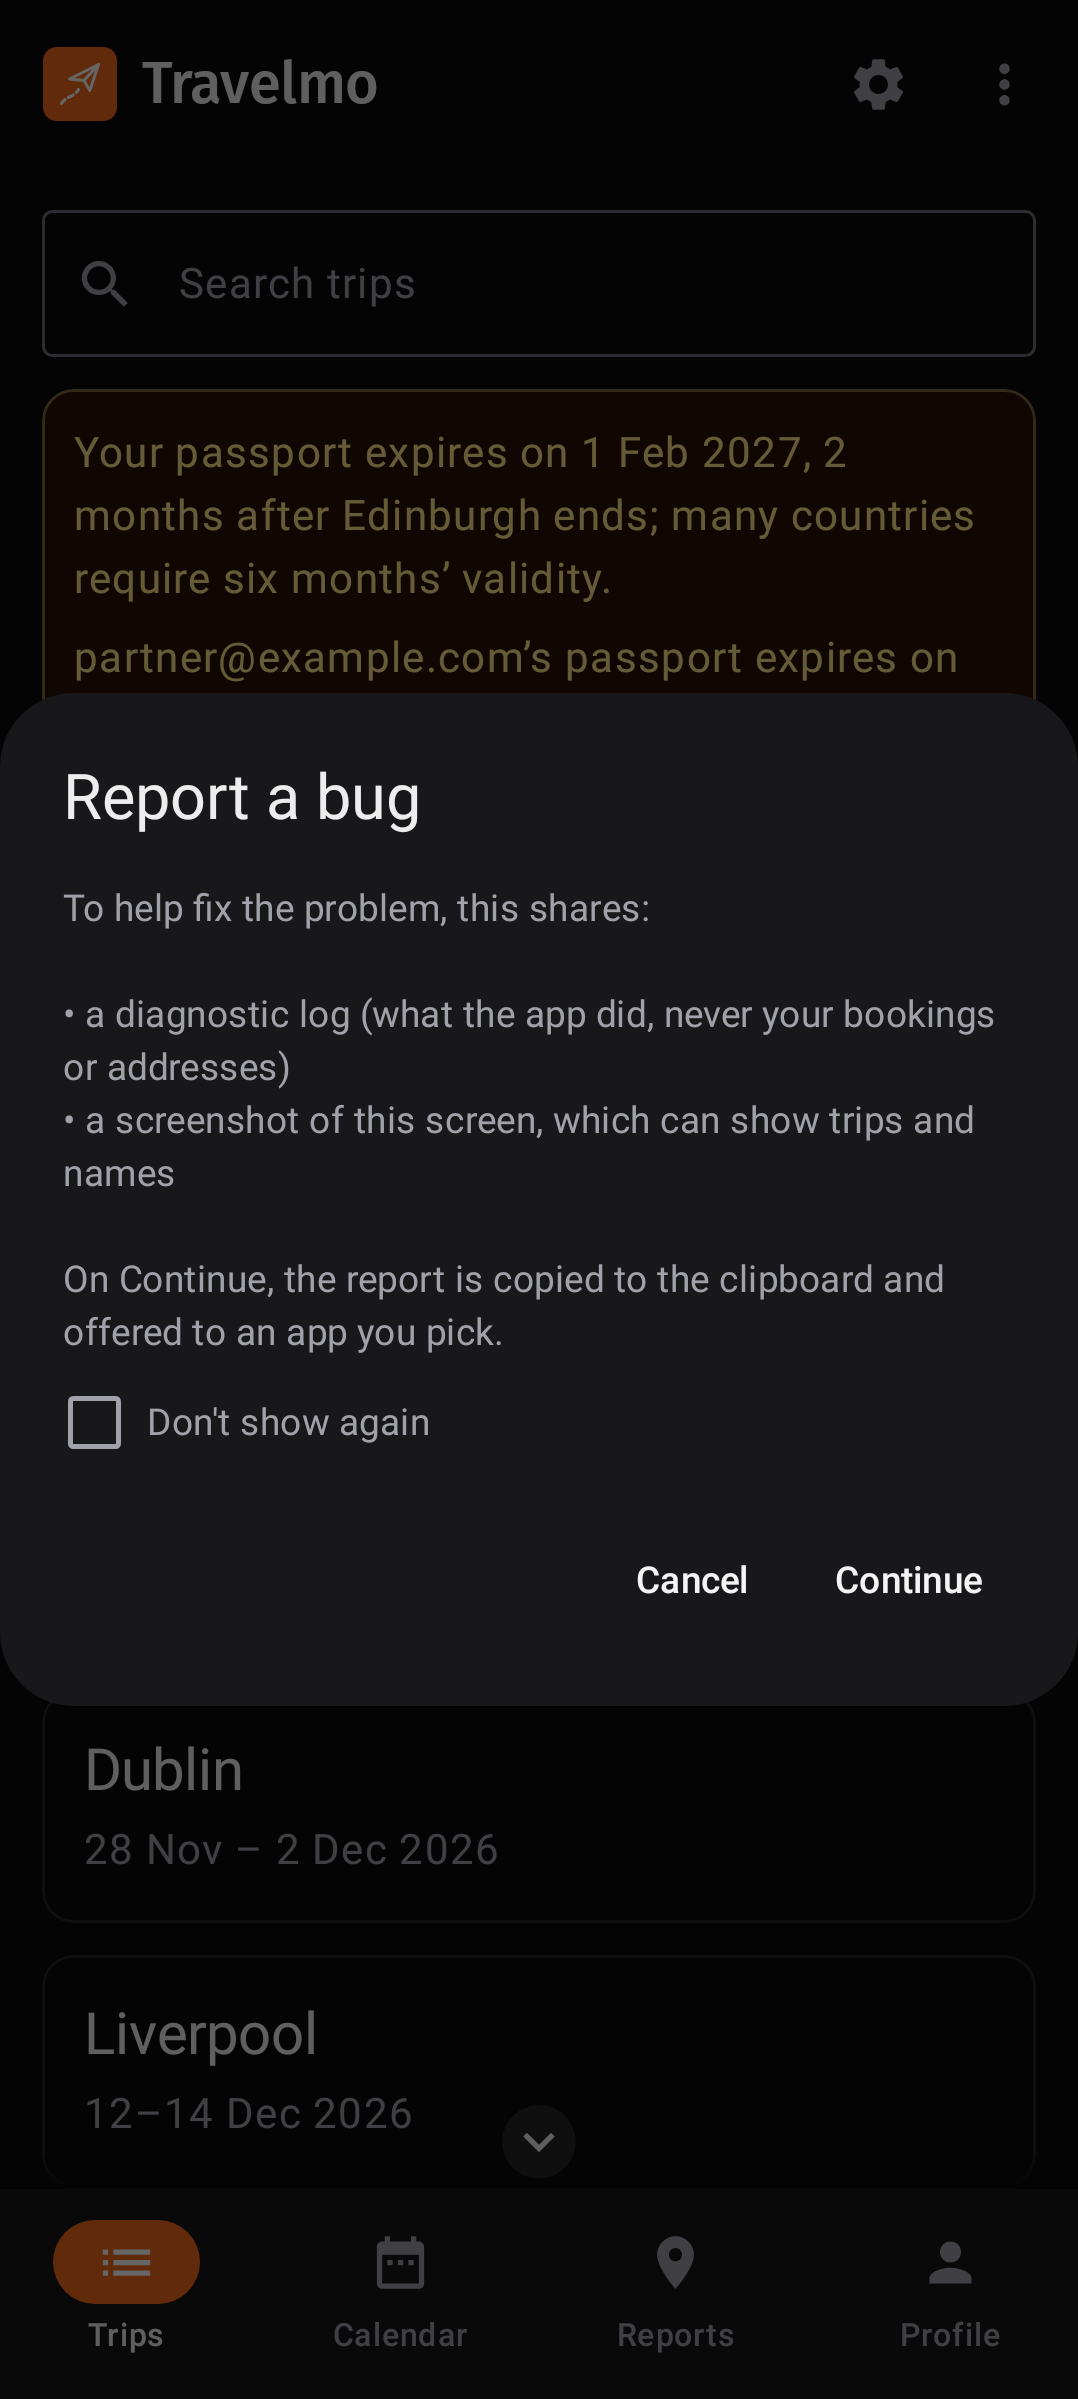 Travelmo
Search trips
Your passport expires on 1 Feb 2027, 2
months after Edinburgh ends; many countries
require six months’ validity.
partner@example.com’s passport expires on
Report a bug
To help fix the problem, this shares:
• a diagnostic log (what the app did, never your bookings
or addresses)
• a screenshot of this screen, which can show trips and
names
On Continue, the report is copied to the clipboard and
offered to an app you pick.
Don't show again
Cancel Continue
Dublin
28 Nov – 2 Dec 2026
Liverpool
12–14 Dec 2026
Trips Calendar Reports Profile